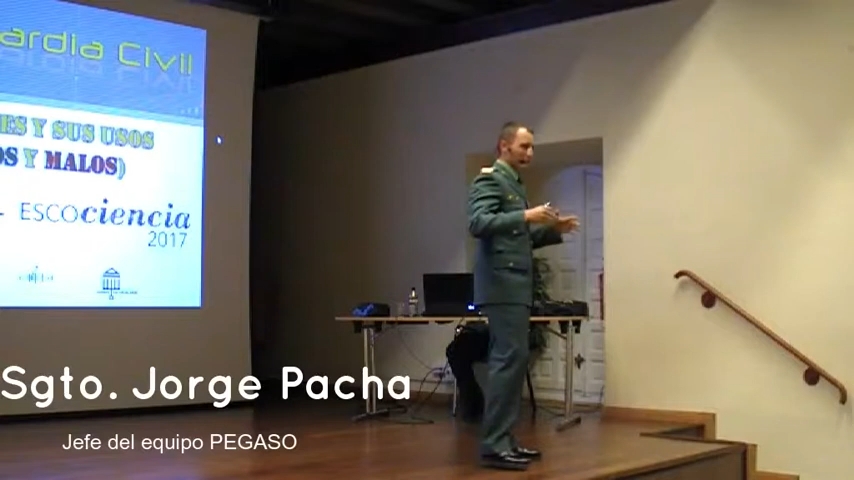 ardia Civil
ES Y SUS USOS
OS Y MALOS)
- ESCOciencia
2017
Sgto. Jorge Pacha
Jefe del equipo PEGASO